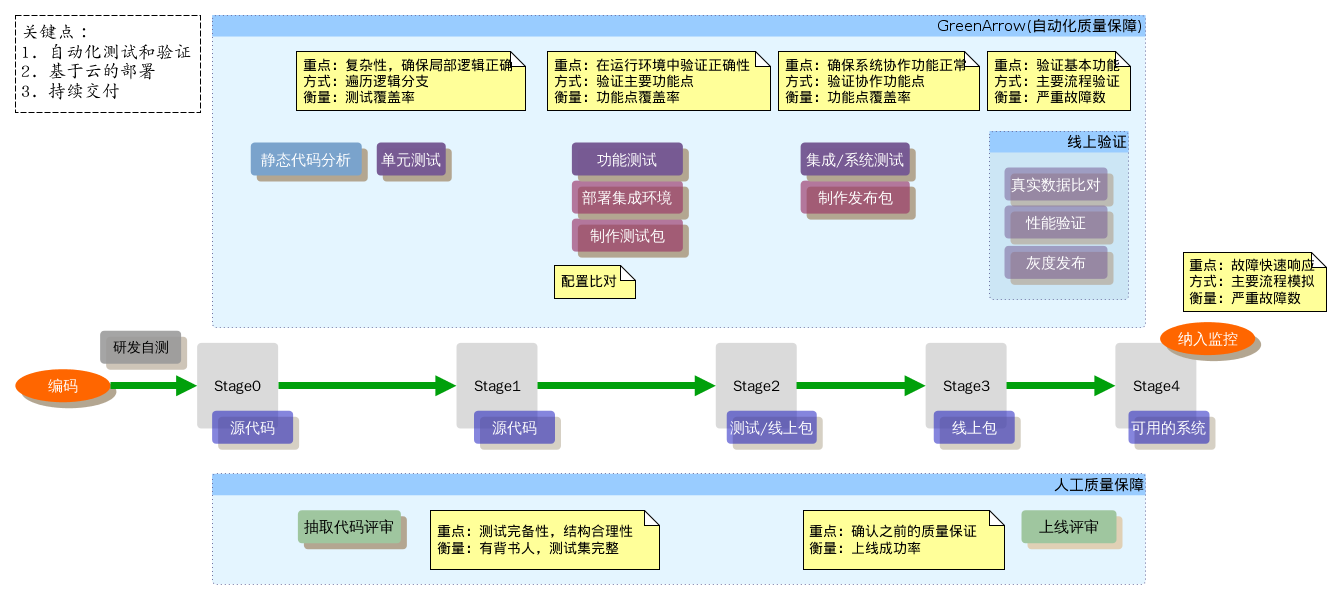 关键点：
1. 自动化测试和验证
2. 基于云的部署
3. 持续交付
GreenArrow(自动化质量保障)
重点: 复杂性, 确保局部逻辑正确
方式: 遍历逻辑分支
衡量: 测试覆盖率
重点: 在运行环境中验证正确性
方式: 验证主要功能点
衡量: 功能点覆盖率
重点: 确保系统协作功能正常
方式: 验证协作功能点
衡量: 功能点覆盖率
重点: 验证基本功能
方式: 主要流程验证
衡量: 严重故障数
静态代码分析
单元测试
功能测试
部署集成环境
制作测试包
配置比对
集成/系统测试
制作发布包
线上验证
真实数据比对
性能验证
灰度发布
重点: 故障快速响应
方式: 主要流程模拟
衡量: 严重故障数
纳入监控
研发自测
编码
Stage0
源代码
Stage1
源代码
Stage2
测试/线上包
Stage3
线上包
Stage4
可用的系统
人工质量保障
抽取代码评审
重点: 测试完备性, 结构合理性
衡量: 有背书人, 测试集完整
重点: 确认之前的质量保证
衡量: 上线成功率
上线评审